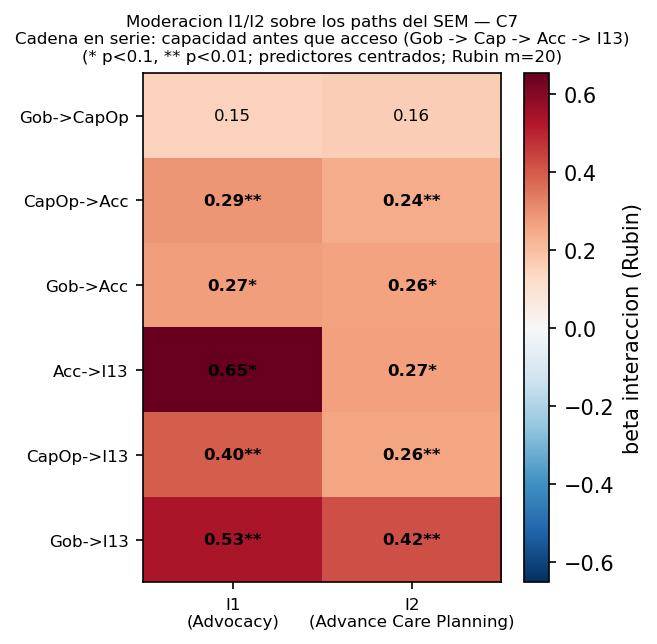 Moderacion I1/I2 sobre los paths del SEM — C7
Cadena en serie: capacidad antes que acceso (Gob -> Cap -> Acc -> I13)
(* p<0.1, ** p<0.01; predictores centrados; Rubin m=20)
Gob->CapOp 0.15 0.16
CapOp->Acc 0.29** 0.24**
Gob->Acc 0.27* 0.26*
Acc->I13 0.65* 0.27*
CapOp->I13 0.40** 0.26**
Gob->I13 0.53** 0.42**
I1 I2
(Advocacy) (Advance Care Planning)
0.6
0.4
0.2
0.0
−0.2
−0.4
−0.6
beta interaccion (Rubin)